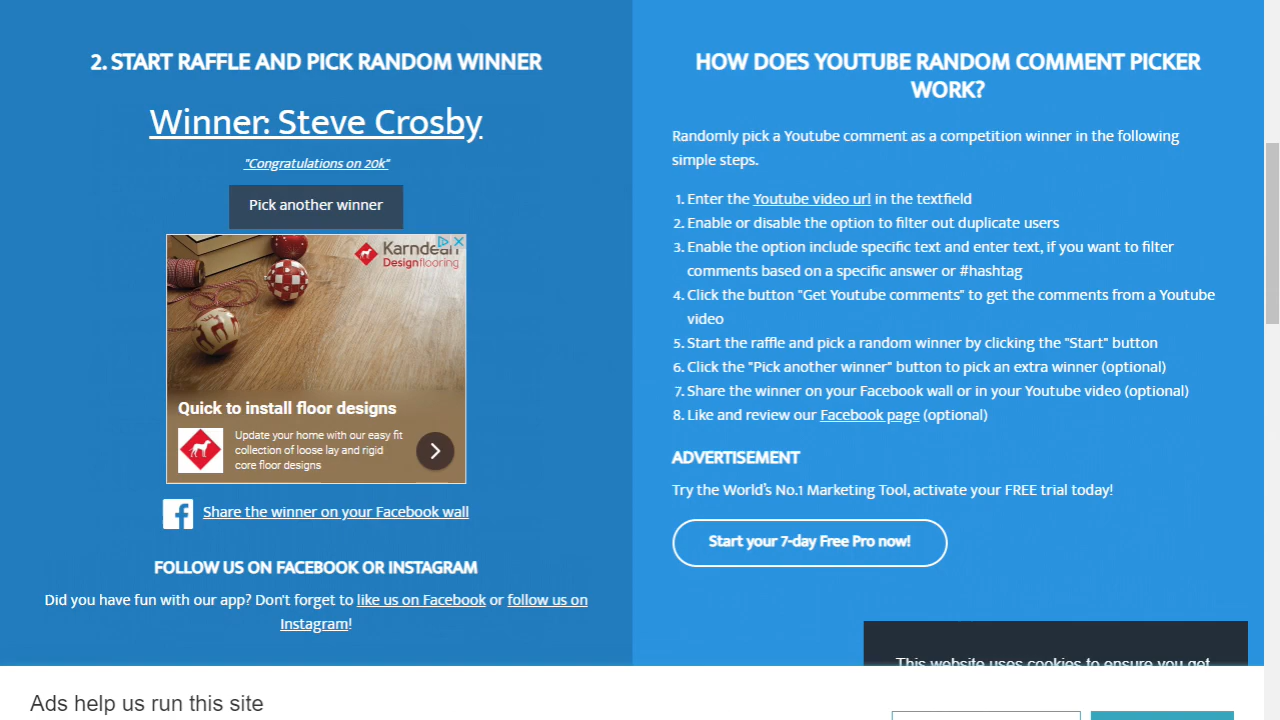 2. START RAFFLE AND PICK RANDOM WINNER
Winner: Steve Crosby
"Congratulations on 20k"
Pick another winner
Karndean
Designflooring
Quick to install floor designs
Update your home with our easy fit
collection of loose lay and rigid
core floor designs
Share the winner on your Facebook wall
FOLLOW US ON FACEBOOK OR INSTAGRAM
Did you have fun with our app? Don't forget to like us on Facebook or follow us on
Instagram!
HOW DOES YOUTUBE RANDOM COMMENT PICKER
WORK?
Randomly pick a Youtube comment as a competition winner in the following
simple steps.
1. Enter the Youtube video url in the textfield
2. Enable or disable the option to filter out duplicate users
3. Enable the option include specific text and enter text, if you want to filter
comments based on a specific answer or #hashtag
4. Click the button "Get Youtube comments" to get the comments from a Youtube
video
5. Start the raffle and pick a random winner by clicking the "Start" button
6. Click the "Pick another winner" button to pick an extra winner (optional)
7. Share the winner on your Facebook wall or in your Youtube video (optional)
8. Like and review our Facebook page (optional)
ADVERTISEMENT
Try the World's No.1 Marketing Tool, activate your FREE trial today!
Start your 7-day Free Pro now!
This website uses cookies to ensure you get
Ads help us run this site